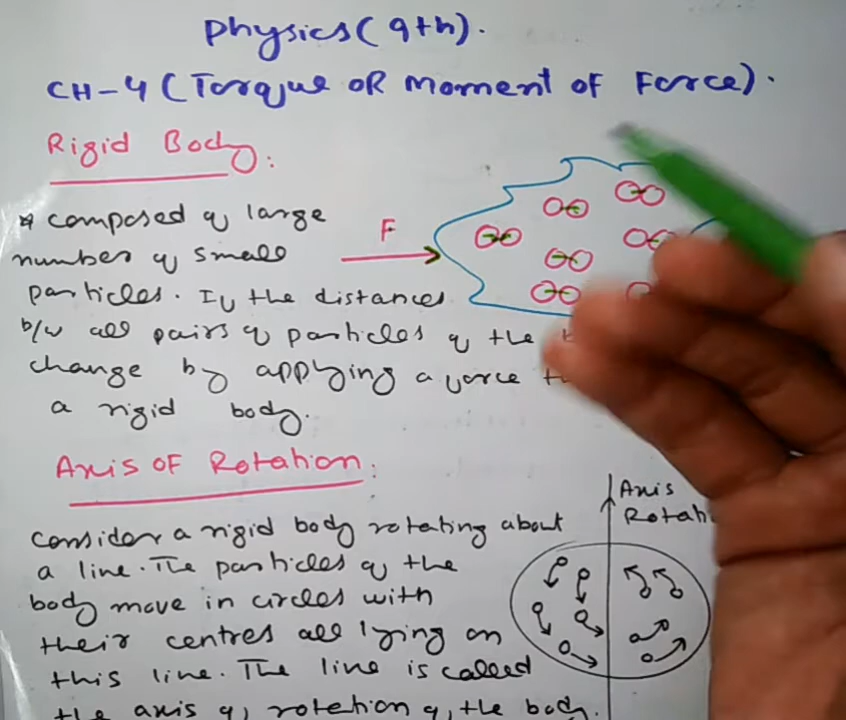 Physics (9th).
CH-4 (Torque OR Moment of Force).
Rigid Body:
* composed of large
number of small
particles. If the distances
b/w all pairs of particles of the
change by applying a force
a rigid body.
F
Axis OF Rotation:
consider a rigid body rotating about
a line. The particles of the
body move in circles with
their centres all lying on
this line. The line is called
the axis of rotation of the body.
Axis